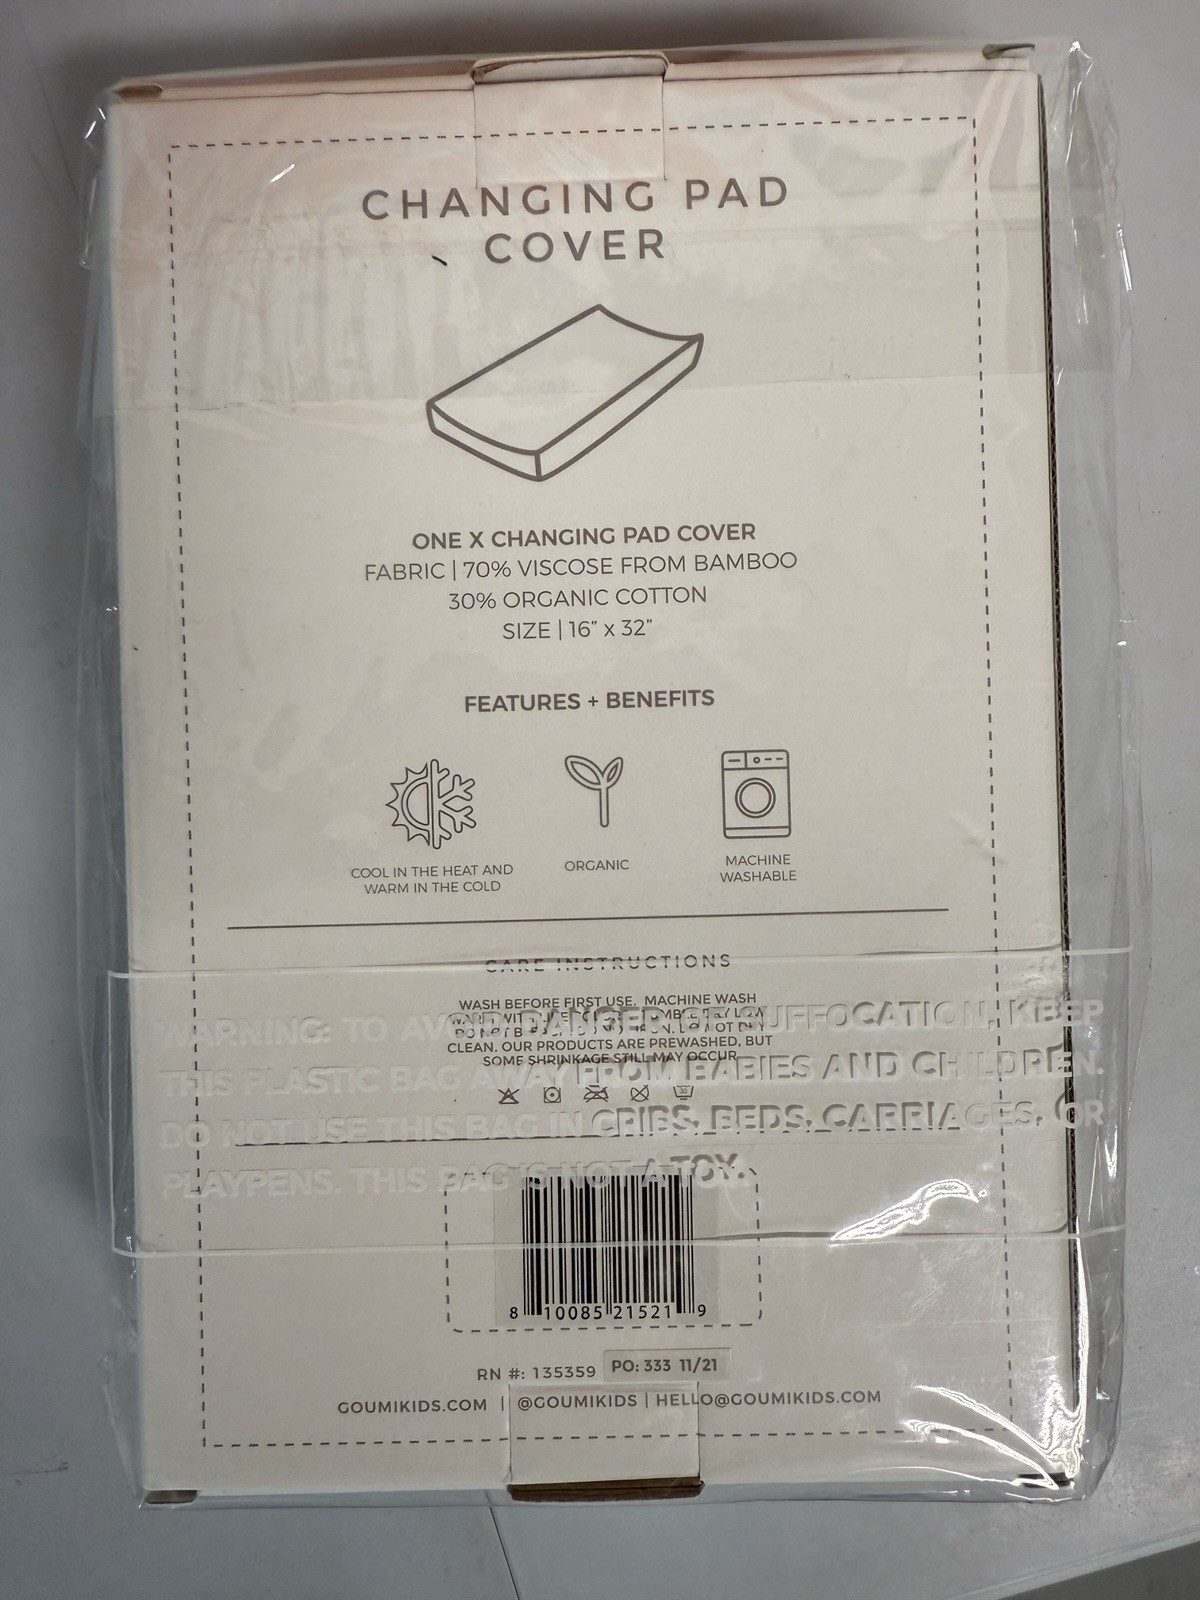 CHANGING PAD
COVER
ONE X CHANGING PAD COVER
FABRIC | 70% VISCOSE FROM BAMBOO
30% ORGANIC COTTON
SIZE | 16" x 32"
FEATURES + BENEFITS
COOL IN THE HEAT AND
WARM IN THE COLD
ORGANIC
MACHINE
WASHABLE
CARE INSTRUCTIONS
WASH BEFORE FIRST USE. MACHINE WASH
CLEAN. OUR PRODUCTS ARE PREWASHED, BUT
SOME SHRINKAGE STILL MAY OCCUR
30
WARNING: TO AVOID DANGER OF SUFFOCATION, KEEP
THIS PLASTIC BAG AWAY FROM BABIES AND CHILDREN.
DO NOT USE THIS BAG IN CRIBS, BEDS, CARRIAGES, OR
PLAYPENS. THIS BAG IS NOT A TOY.
8 10085 21521 9
RN #: 135359 PO: 333 11/21
GOUMIKIDS.COM | @GOUMIKIDS | HELLO@GOUMIKIDS.COM